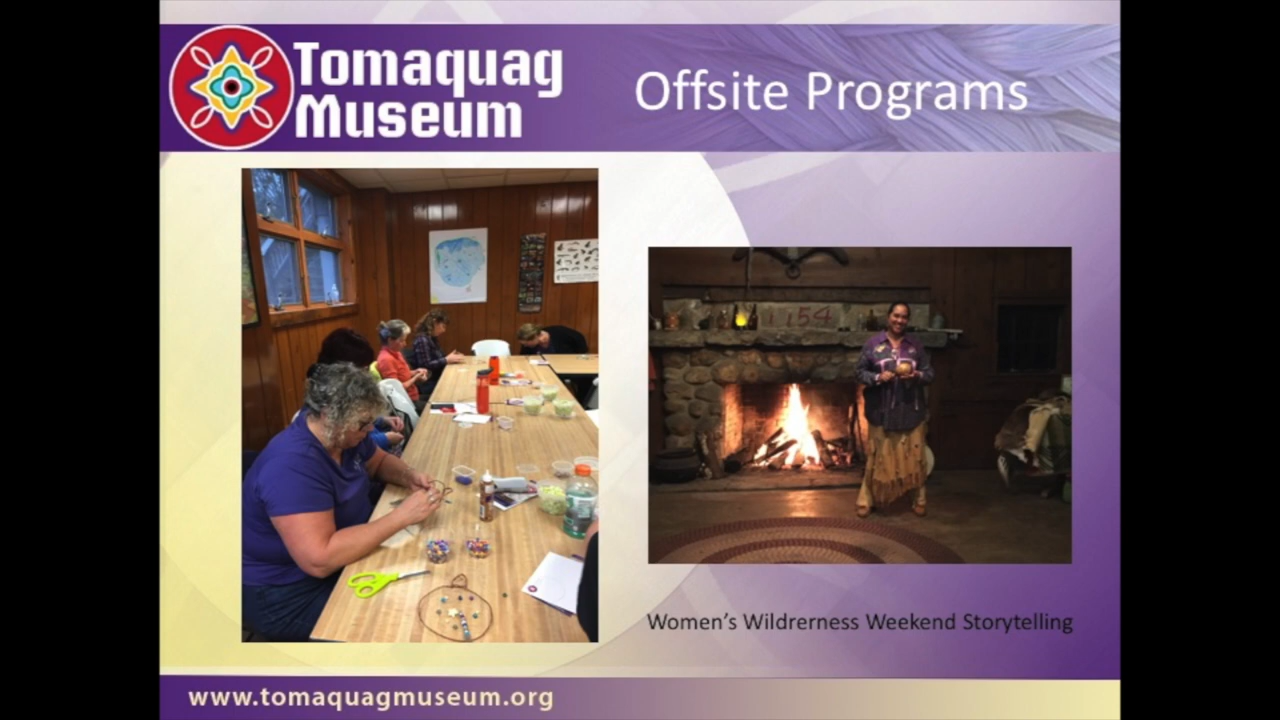 Tomaquag
Museum
Offsite Programs
1154
Women's Wildrerness Weekend Storytelling
www.tomaquagmuseum.org